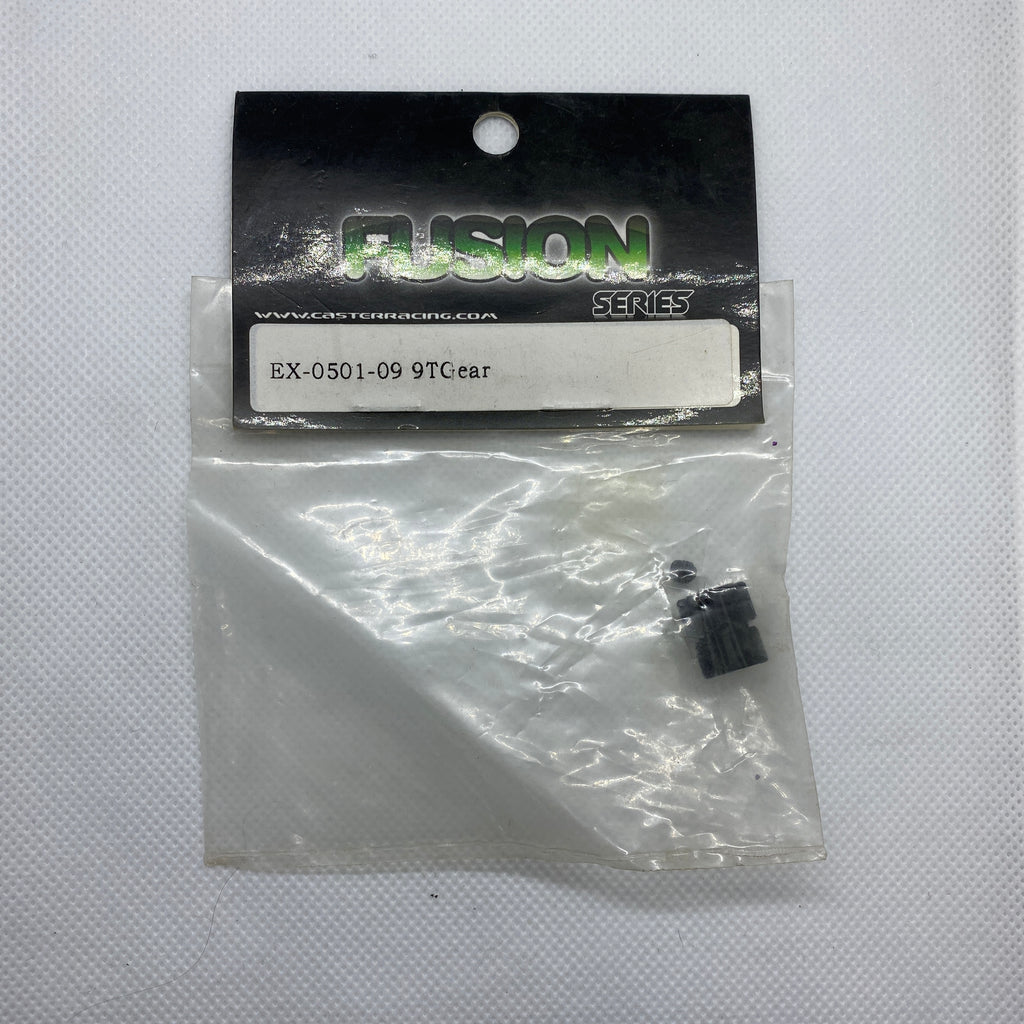 FUSION
SERIES
WWW.CASTERRACING.COM
EX-0501-09 9TGear